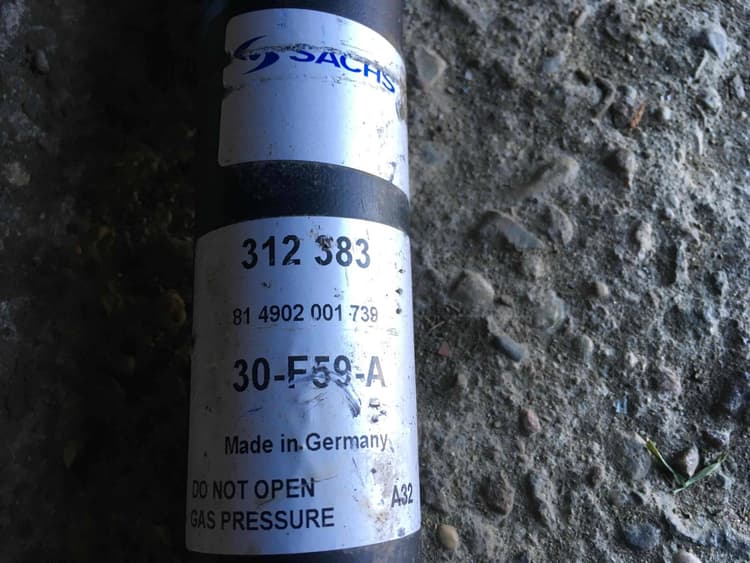 SACHS
312 383
81 4902 001 739
30-F59-A
Made in Germany
DO NOT OPEN
GAS PRESSURE
A32